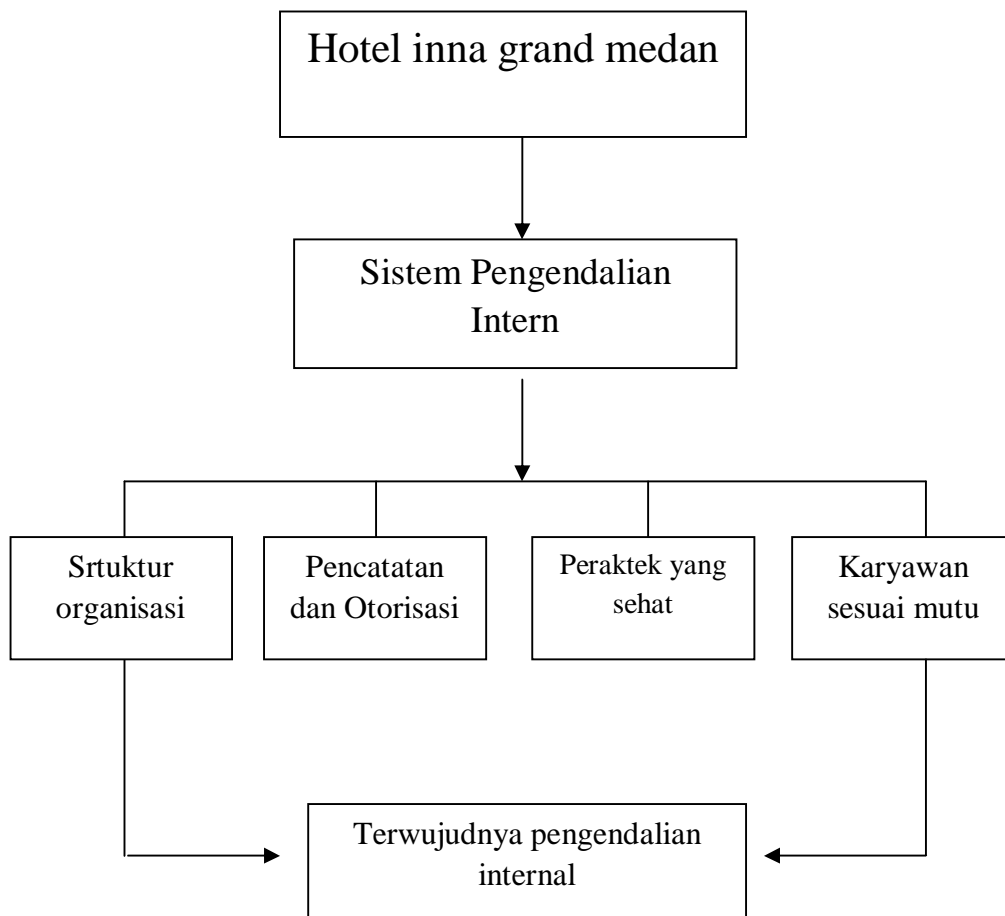 Hotel inna grand medan
Sistem Pengendalian
Intern
Srtuktur
organisasi
Pencatatan
dan Otorisasi
Peraktek yang
sehat
Karyawan
sesuai mutu
Terwujudnya pengendalian
internal